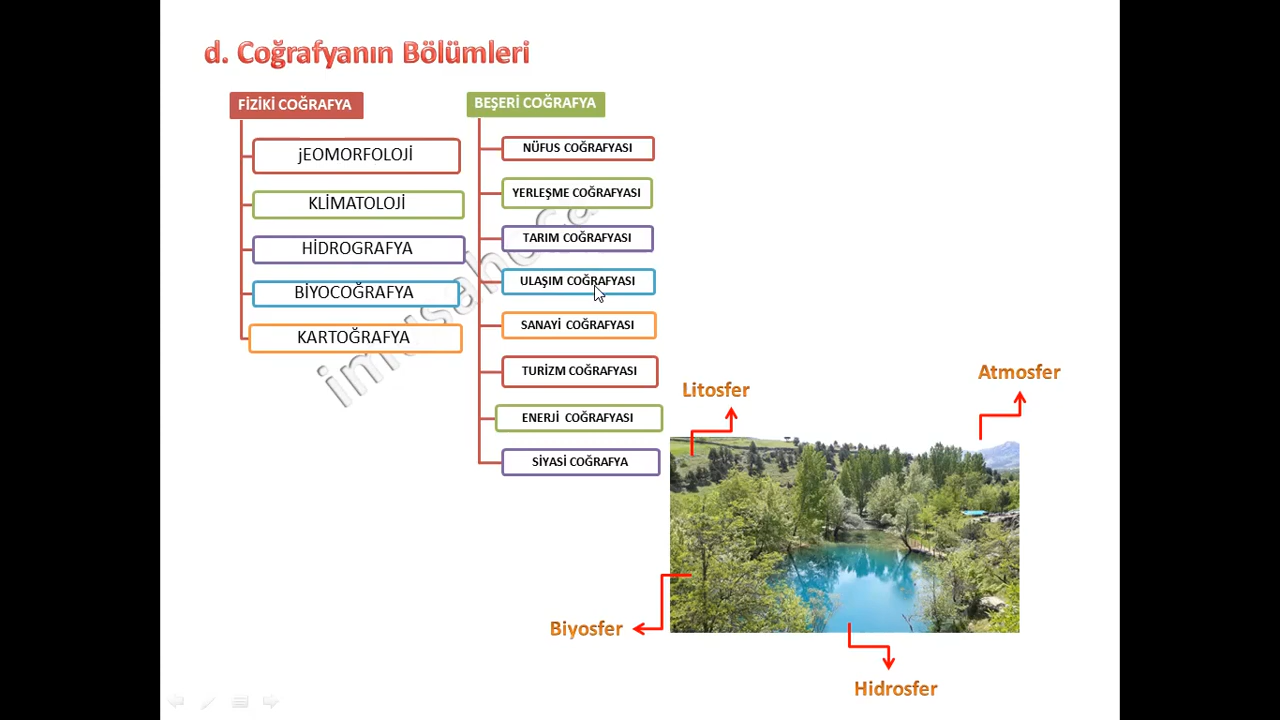 d. Coğrafyanın Bölümleri
FİZİKİ COĞRAFYA
jEOMORFOLOJİ
KLİMATOLOJİ
HİDROGRAFYA
BİYOCOĞRAFYA
KARTOĞRAFYA
BEŞERİ COĞRAFYA
NÜFUS COĞRAFYASI
YERLEŞME COĞRAFYASI
TARIM COĞRAFYASI
ULAŞIM COĞRAFYASI
SANAYİ COĞRAFYASI
TURİZM COĞRAFYASI
ENERJİ COĞRAFYASI
SİYASİ COĞRAFYA
Litosfer
Atmosfer
Biyosfer
Hidrosfer